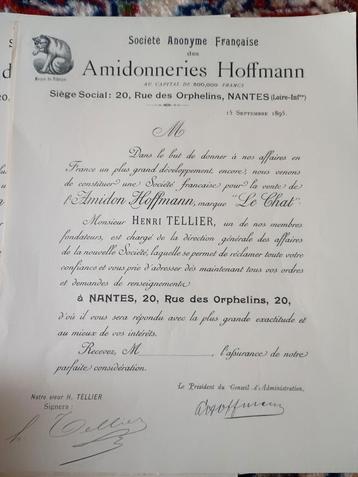 Société Anonyme Française
des
Amidonneries Hoffmann
AU CAPITAL DE 800,000 FRANCS
Siège Social: 20, Rue des Orphelins, NANTES (Loire-Infre)
Marque de Fabrique
15 Septembre 1895.
M
Dans le but de donner à nos affaires en
France un plus grand développement, encore, nous venons
de constituer une Société française pour la vente de
l'Amidon Hoffmann, marque "Le Chat".
Monsieur Henri TELLIER, un de nos membres
fondateurs, est chargé de la direction générale des affaires
de la nouvelle Société, laquelle se permet de réclamer toute votre
confiance et vous prie d'adresser dès maintenant tous vos ordres
et demandes de renseignements
à NANTES, 20, Rue des Orphelins, 20,
d'où il vous sera répondu avec la plus grande exactitude et
au mieux de vos intérêts.
Recevez, M, l'assurance de notre
parfaite considération.
Le Président du Conseil d'Administration,
Notre sieur H. TELLIER
Signera:
h. Tellier
Hoffmann